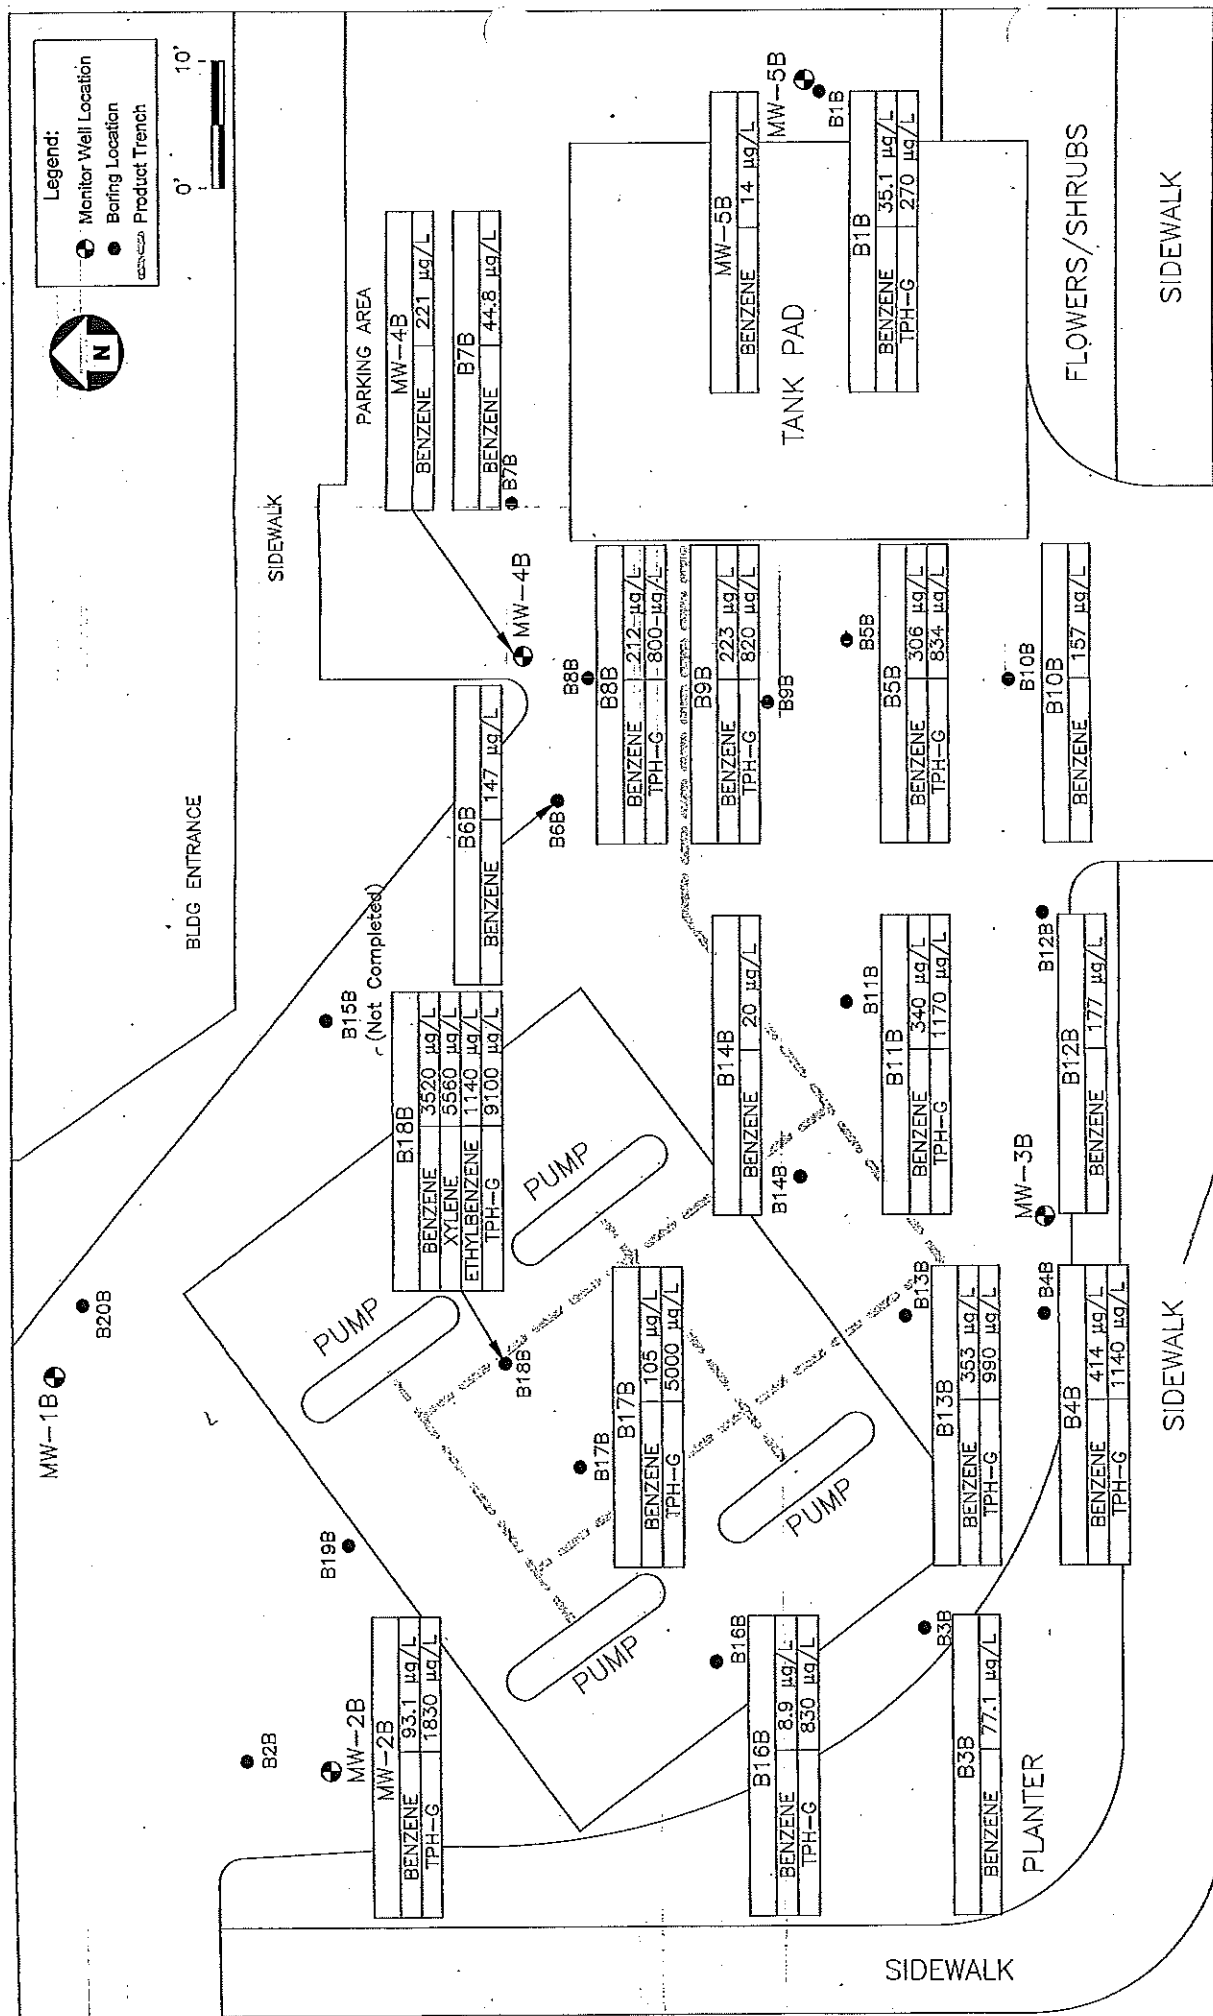 Legend:
Monitor Well Location
Boring Location
Product Trench
0' 10'
N
BLDG ENTRANCE
SIDEWALK
PARKING AREA
MW-1B
B20B
B15B
(Not Completed)
B19B
B2B
MW-2B
MW-2B
BENZENE 93.1 µg/L
TPH-G 1830 µg/L
PUMP
B18B
BENZENE 3520 µg/L
XYLENE 5560 µg/L
ETHYLBENZENE 1140 µg/L
TPH-G 9100 µg/L
B18B
B6B
BENZENE 147 µg/L
B6B
MW-4B
BENZENE 221 µg/L
MW-4B
B7B
BENZENE 44.8 µg/L
B7B
PUMP
PUMP
B17B
B17B
BENZENE 105 µg/L
TPH-G 5000 µg/L
B8B
B8B
BENZENE 212 µg/L
TPH-G 800 µg/L
B9B
BENZENE 223 µg/L
TPH-G 820 µg/L
B9B
MW-5B
BENZENE 14 µg/L
MW-5B
B1B
TANK PAD
B1B
BENZENE 35.1 µg/L
TPH-G 270 µg/L
B16B
B16B
BENZENE 8.9 µg/L
TPH-G 830 µg/L
PUMP
B14B
BENZENE 20 µg/L
B14B
B11B
B11B
BENZENE 340 µg/L
TPH-G 1170 µg/L
B5B
B5B
BENZENE 306 µg/L
TPH-G 834 µg/L
B3B
B3B
BENZENE 77.1 µg/L
B13B
B13B
BENZENE 353 µg/L
TPH-G 990 µg/L
B4B
B4B
BENZENE 414 µg/L
TPH-G 1140 µg/L
MW-3B
B12B
B12B
BENZENE 177 µg/L
B10B
B10B
BENZENE 157 µg/L
PLANTER
FLOWERS/SHRUBS
SIDEWALK
SIDEWALK
SIDEWALK